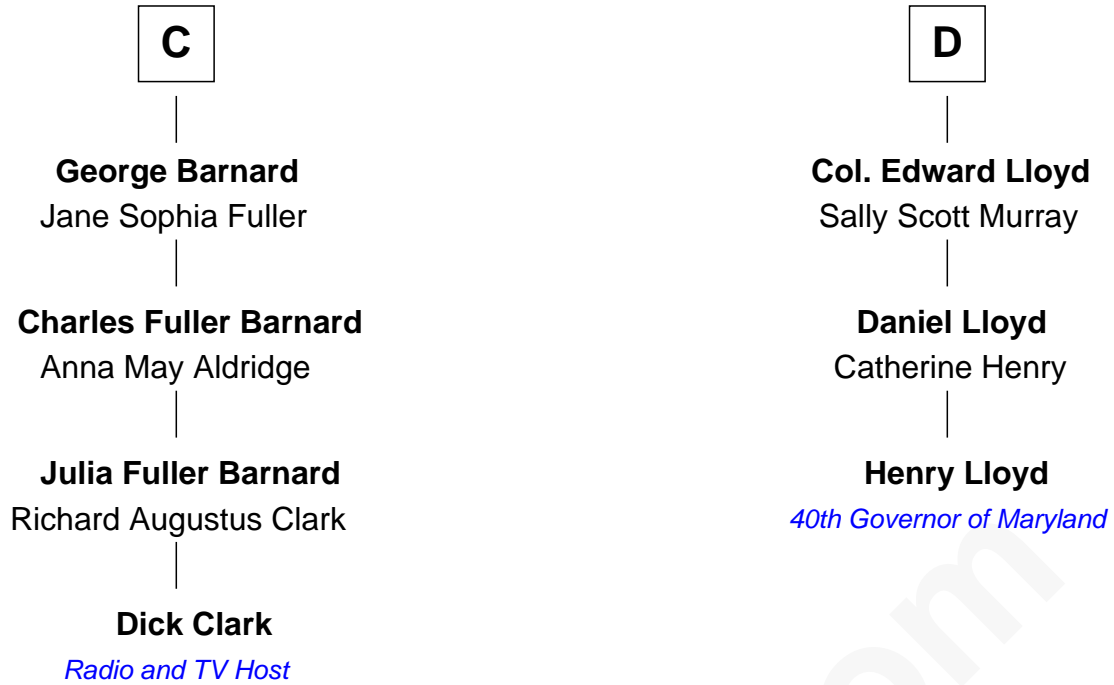 C
George Barnard
Jane Sophia Fuller
Charles Fuller Barnard
Anna May Aldridge
Julia Fuller Barnard
Richard Augustus Clark
Dick Clark
Radio and TV Host
D
Col. Edward Lloyd
Sally Scott Murray
Daniel Lloyd
Catherine Henry
Henry Lloyd
40th Governor of Maryland
om